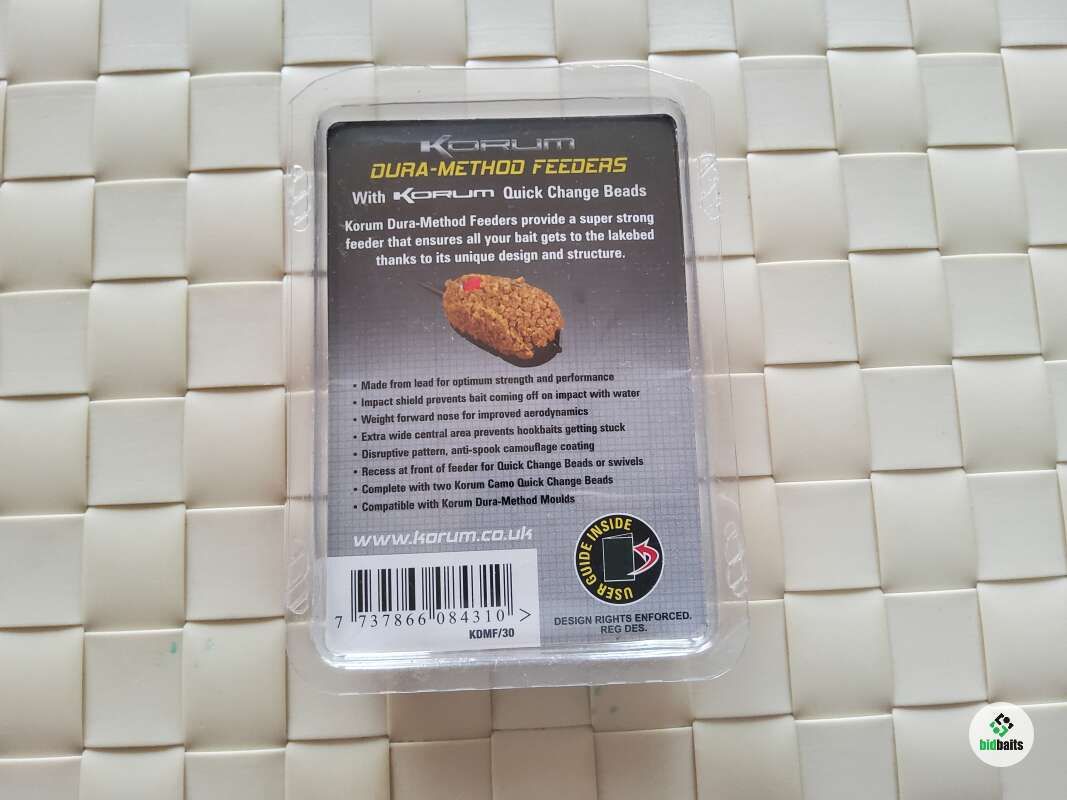 KORUM
DURA-METHOD FEEDERS
With KORUM Quick Change Beads
Korum Dura-Method Feeders provide a super strong
feeder that ensures all your bait gets to the lakebed
thanks to its unique design and structure.
• Made from lead for optimum strength and performance
• Impact shield prevents bait coming off on impact with water
• Weight forward nose for improved aerodynamics
• Extra wide central area prevents hookbaits getting stuck
• Disruptive pattern, anti-spook camouflage coating
• Recess at front of feeder for Quick Change Beads or swivels
• Complete with two Korum Camo Quick Change Beads
• Compatible with Korum Dura-Method Moulds
www.korum.co.uk
USER GUIDE INSIDE
7 737866 084310 >
KDMF/30
DESIGN RIGHTS ENFORCED.
REG DES.
bidbaits